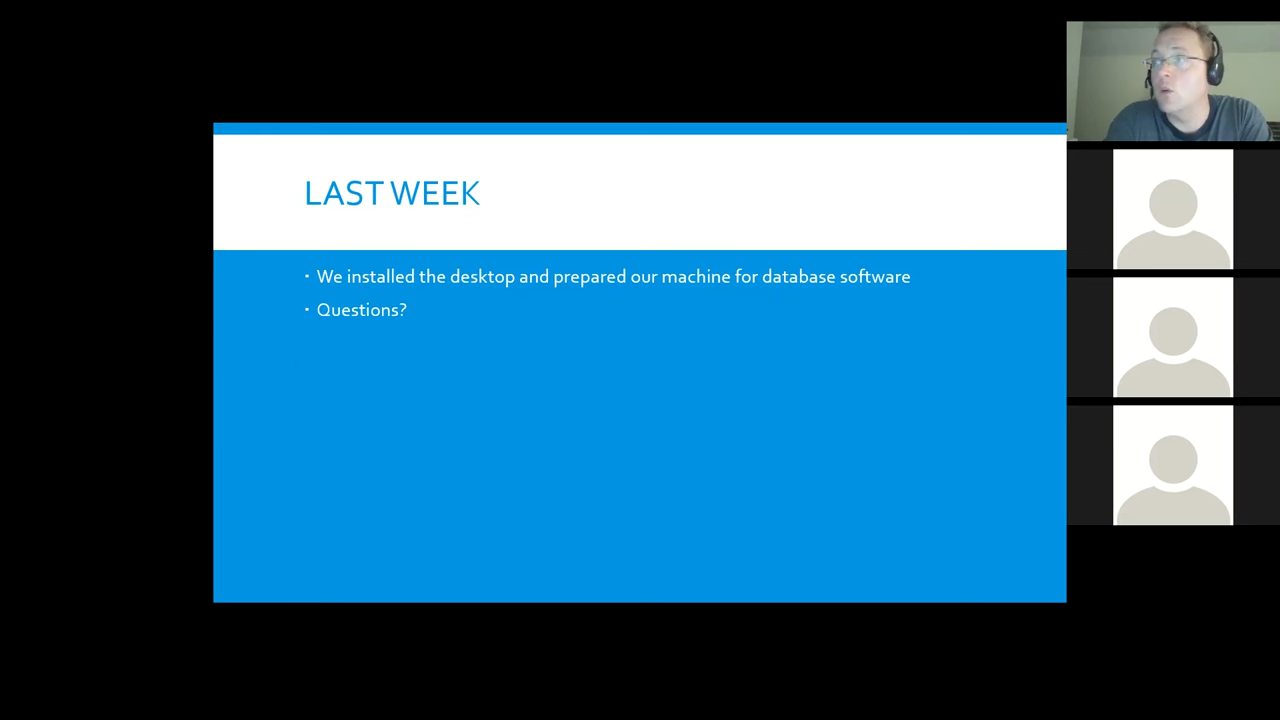 LAST WEEK
▪ We installed the desktop and prepared our machine for database software
▪ Questions?